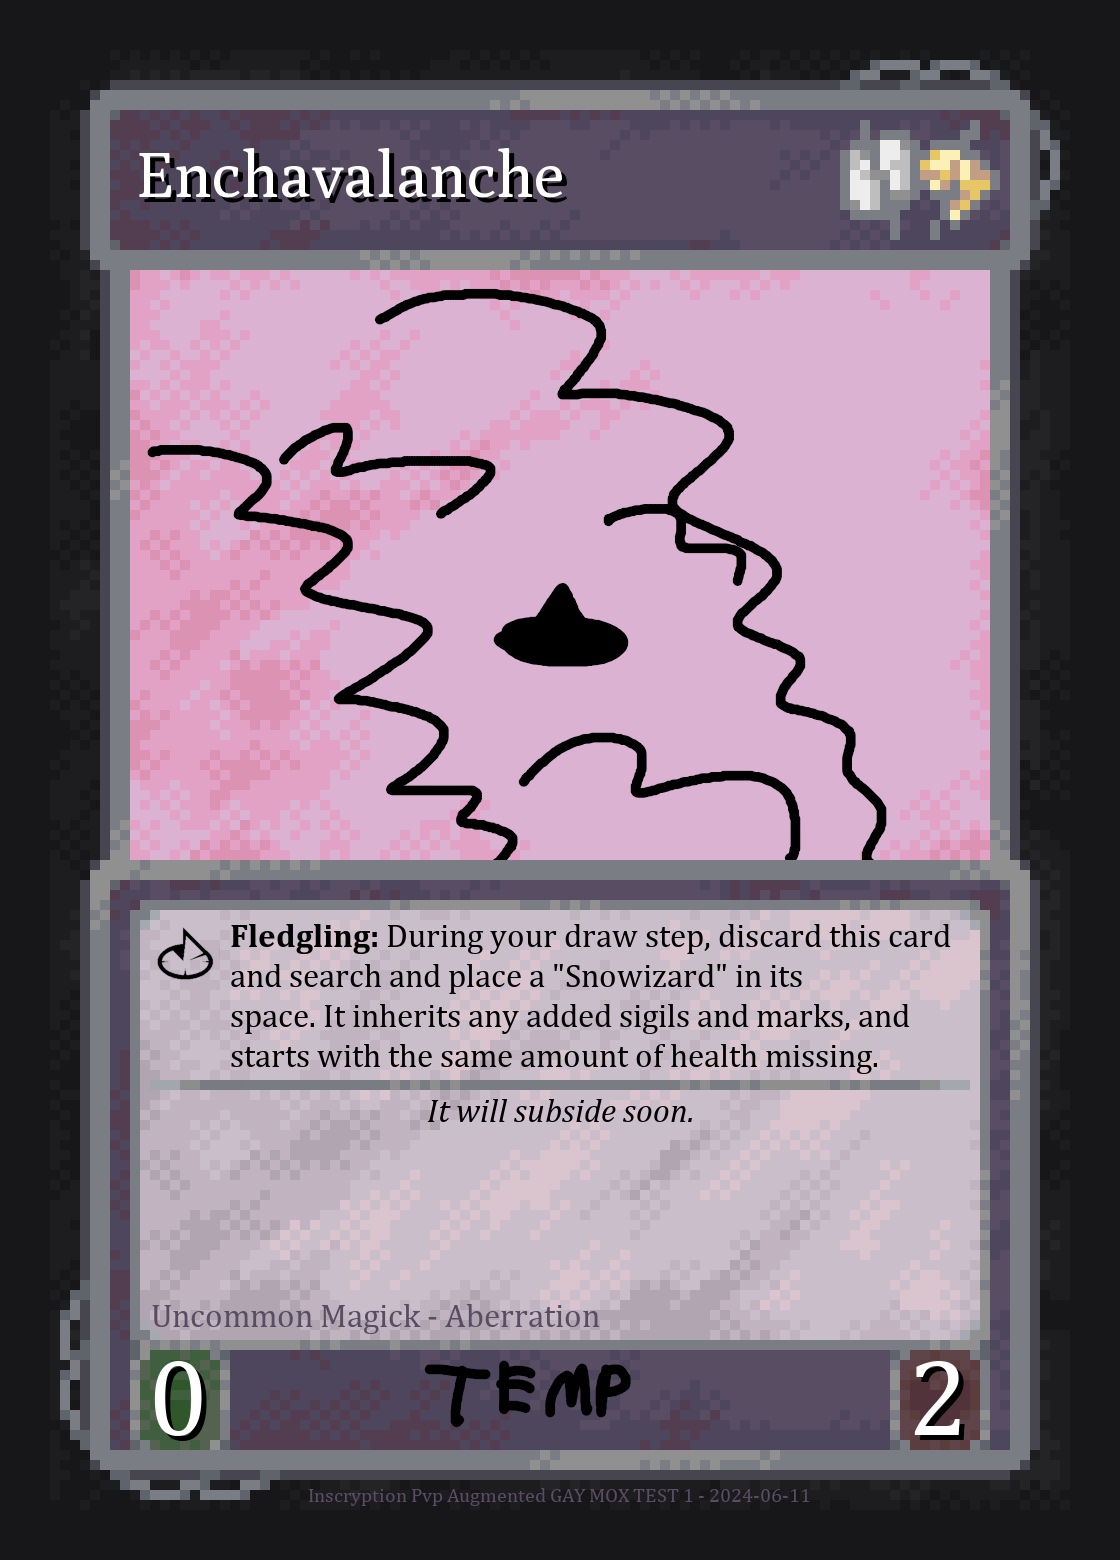 Enchavalanche
Fledgling: During your draw step, discard this card
and search and place a "Snowizard" in its
space. It inherits any added sigils and marks, and
starts with the same amount of health missing.
It will subside soon.
Uncommon Magick - Aberration
0
TEMP
2
Inscryption Pvp Augmented GAY MOX TEST 1 - 2024-06-11